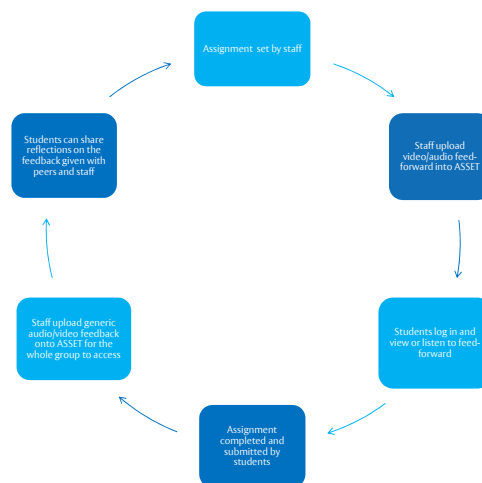 Assignment set by staff
Staff upload
video/audio feed-
forward into ASSET
Students log in and
view or listen to feed-
forward
Assignment
completed and
submitted by
students
Staff upload generic
audio/video feedback
onto ASSET for the
whole group to access
Students can share
reflections on the
feedback given with
peers and staff